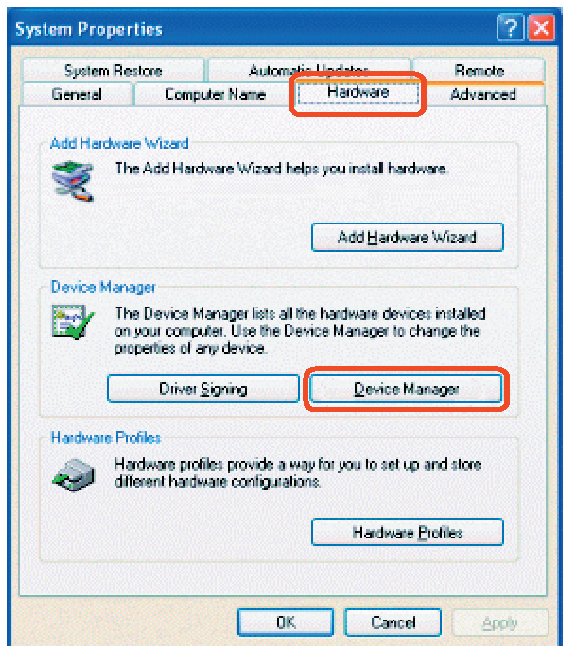 System Properties
System Restore Automatic Updates Remote
General Computer Name Hardware Advanced
Add Hardware Wizard
The Add Hardware Wizard helps you install hardware.
Add Hardware Wizard
Device Manager
The Device Manager lists all the hardware devices installed
on your computer. Use the Device Manager to change the
properties of any device.
Driver Signing Device Manager
Hardware Profiles
Hardware profiles provide a way for you to set up and store
different hardware configurations.
Hardware Profiles
OK Cancel Apply